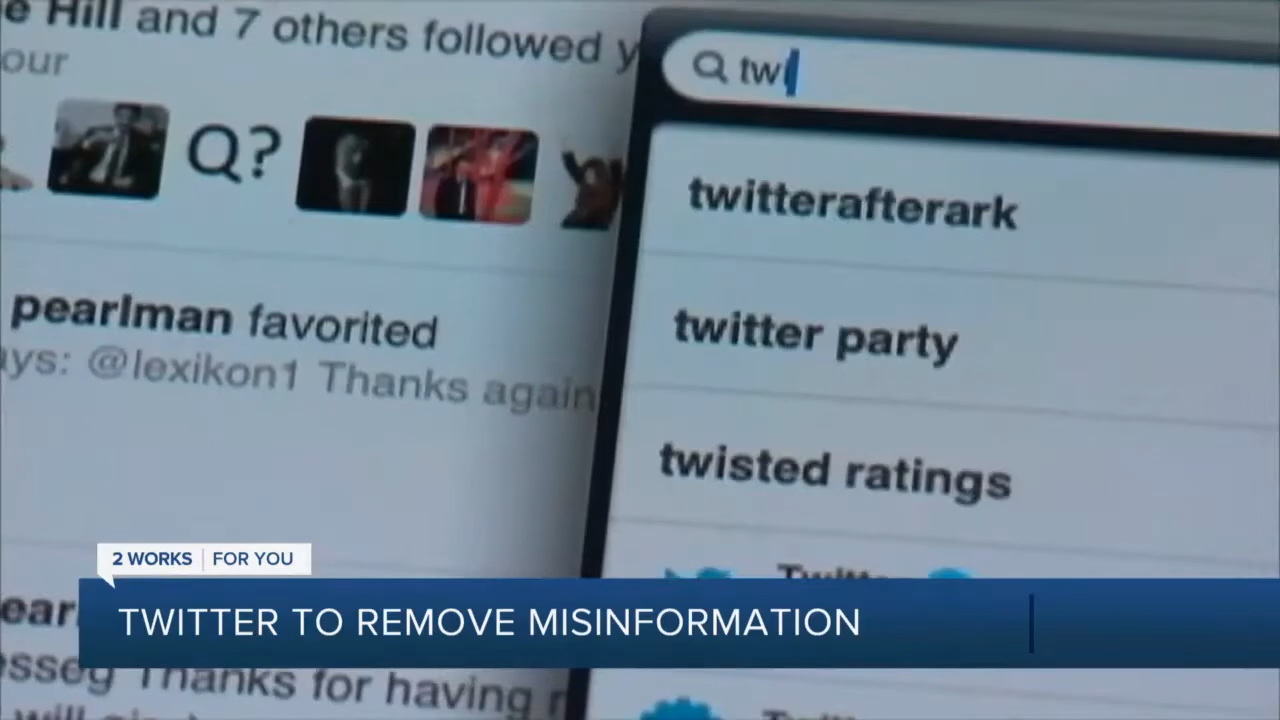 Hill and 7 others followed
our
Q?
pearlman favorited
@lexikon1 Thanks again
tw
twitterafterark
twitter party
twisted ratings
2 WORKS FOR YOU
TWITTER TO REMOVE MISINFORMATION
Thanks for having